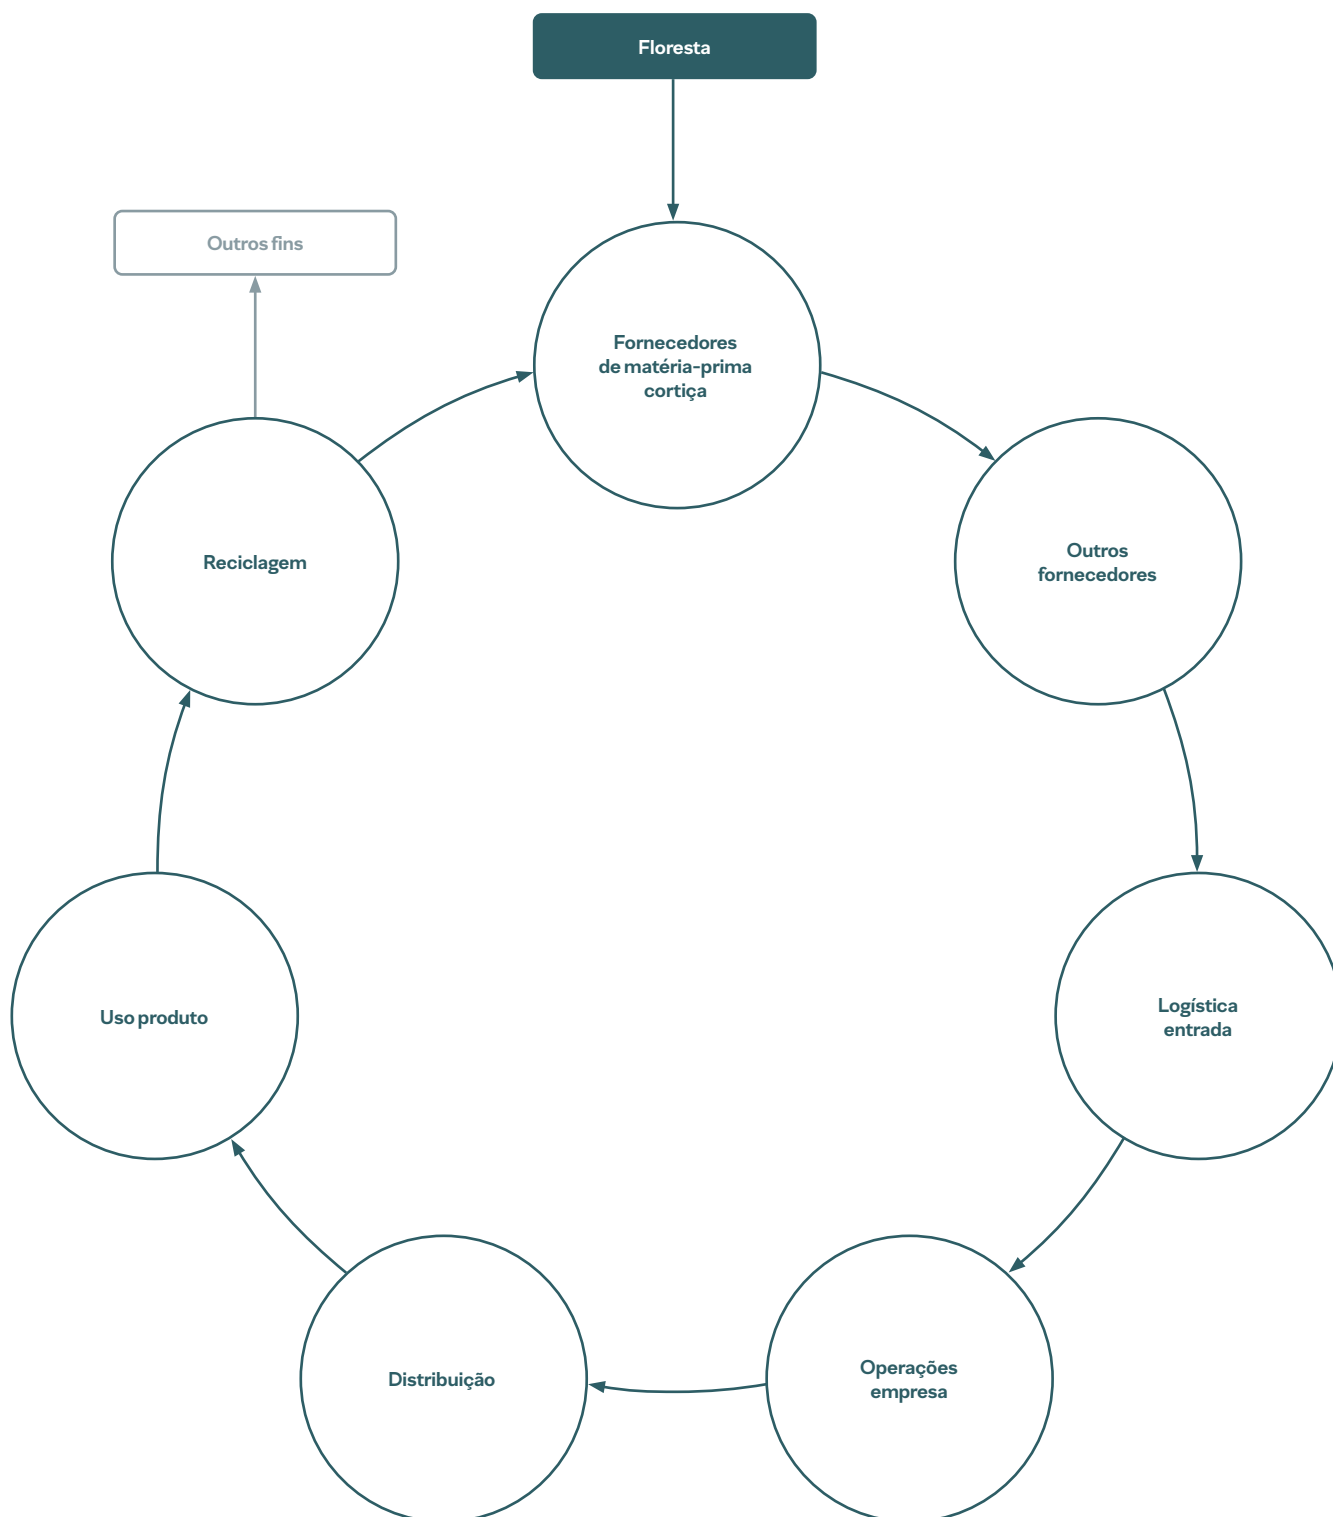 Floresta
Outros fins
Fornecedores
de matéria-prima
cortiça
Reciclagem
Outros
fornecedores
Uso produto
Logística
entrada
Distribuição
Operações
empresa